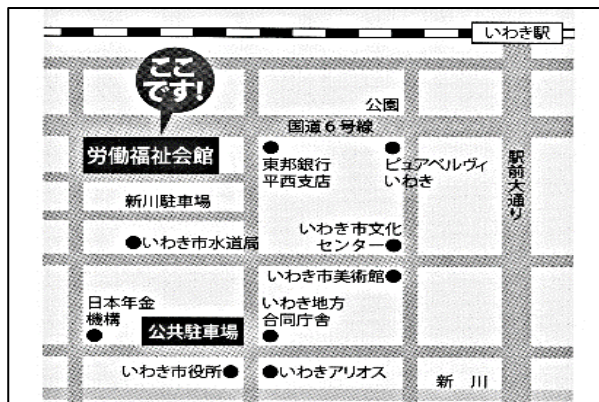 いわき駅
ここ
です!
公園
国道6号線
労働福祉会館
東邦銀行
平西支店
ピュアベルヴィ
いわき
駅前大通り
新川駐車場
いわき市水道局
いわき市文化
センター
いわき市美術館
日本年金
機構
公共駐車場
いわき地方
合同庁舎
いわき市役所
いわきアリオス
新川